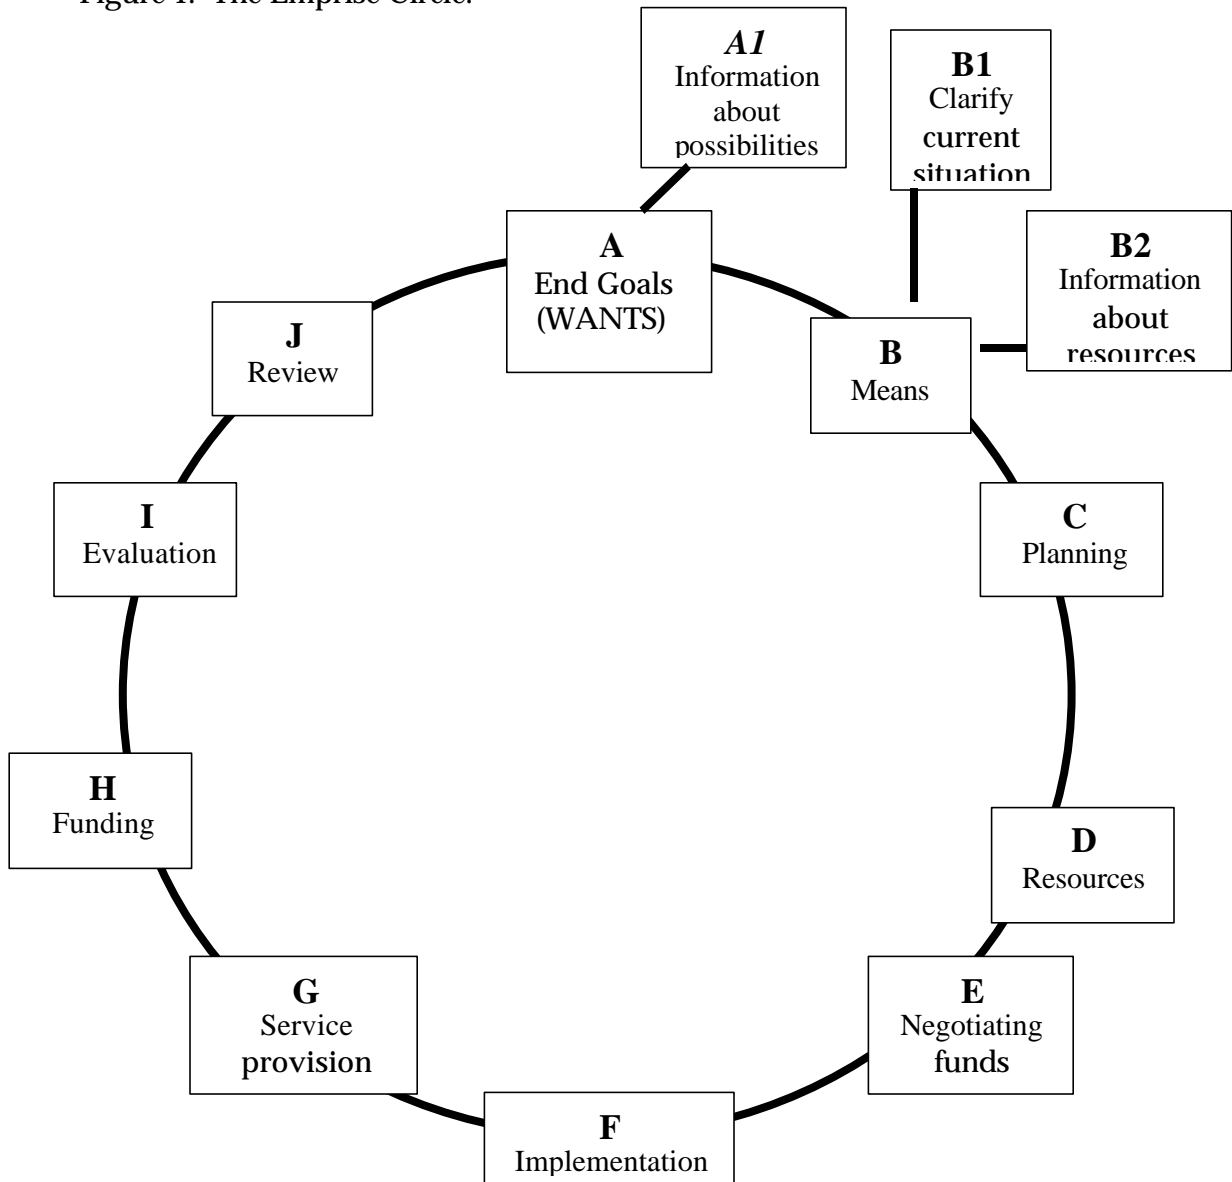 Figure 1. The Emprise Circle.
A1
Information
about
possibilities
B1
Clarify
current
situation
B2
Information
about
resources
A
End Goals
(WANTS)
B
Means
J
Review
I
Evaluation
C
Planning
H
Funding
D
Resources
G
Service
provision
E
Negotiating
funds
F
Implementation